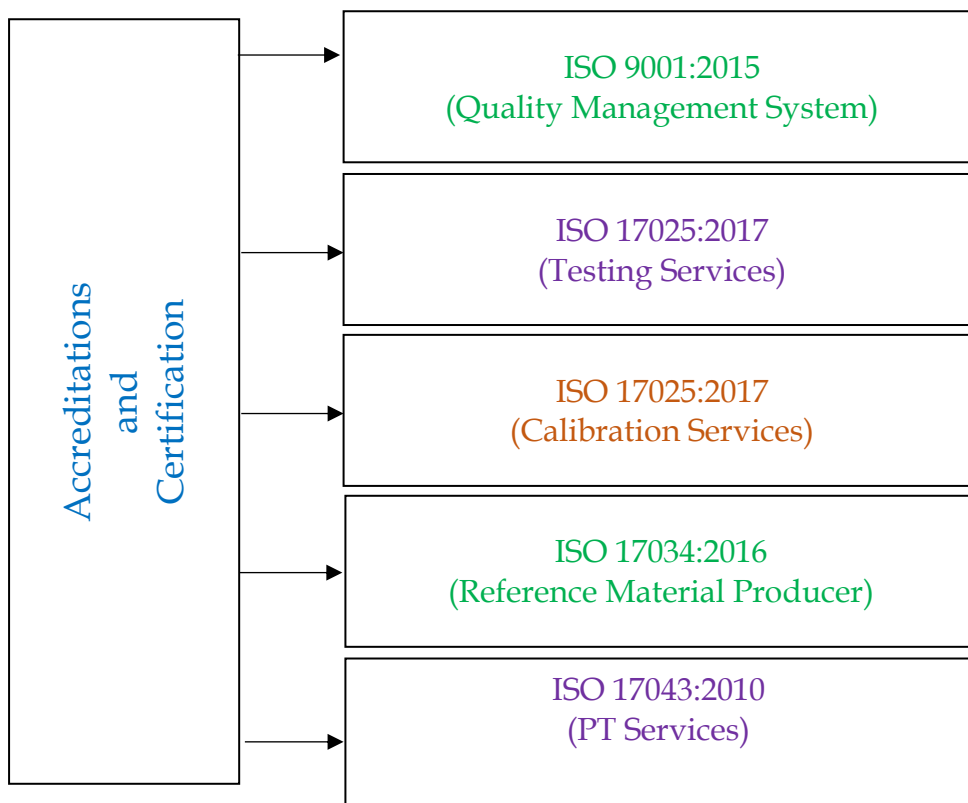 Accreditations
and
Certification
ISO 9001:2015
(Quality Management System)
ISO 17025:2017
(Testing Services)
ISO 17025:2017
(Calibration Services)
ISO 17034:2016
(Reference Material Producer)
ISO 17043:2010
(PT Services)